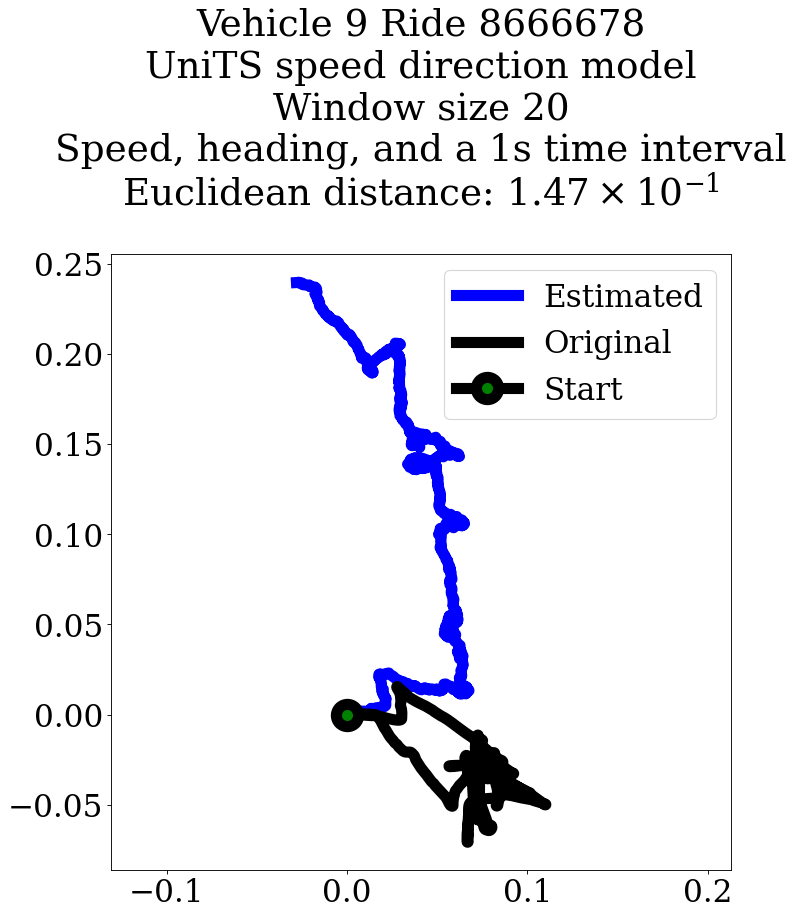 Vehicle 9 Ride 8666678
UniTS speed direction model
Window size 20
Speed, heading, and a 1s time interval
Euclidean distance: 1.47 × 10⁻¹
0.25
0.20
0.15
0.10
0.05
0.00
−0.05
Estimated
Original
Start
−0.1
0.0
0.1
0.2